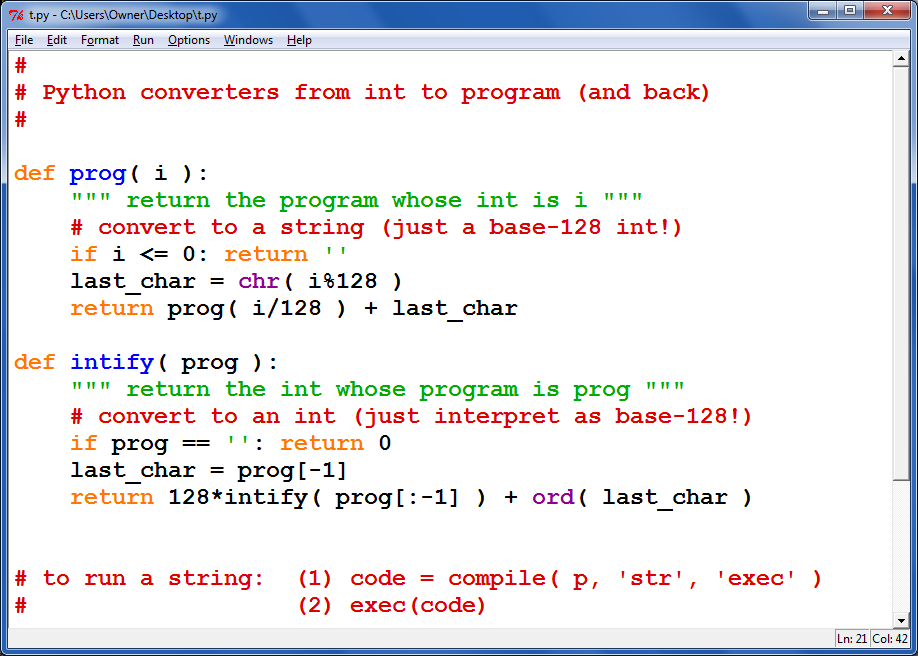 t.py - C:\Users\Owner\Desktop\t.py
File Edit Format Run Options Windows Help
#
# Python converters from int to program (and back)
#
def prog( i ):
    """ return the program whose int is i """
    # convert to a string (just a base-128 int!)
    if i <= 0: return ''
    last_char = chr( i%128 )
    return prog( i/128 ) + last_char
def intify( prog ):
    """ return the int whose program is prog """
    # convert to an int (just interpret as base-128!)
    if prog == '': return 0
    last_char = prog[-1]
    return 128*intify( prog[:-1] ) + ord( last_char )
# to run a string:  (1) code = compile( p, 'str', 'exec' )
#                   (2) exec(code)
Ln: 21 Col: 42